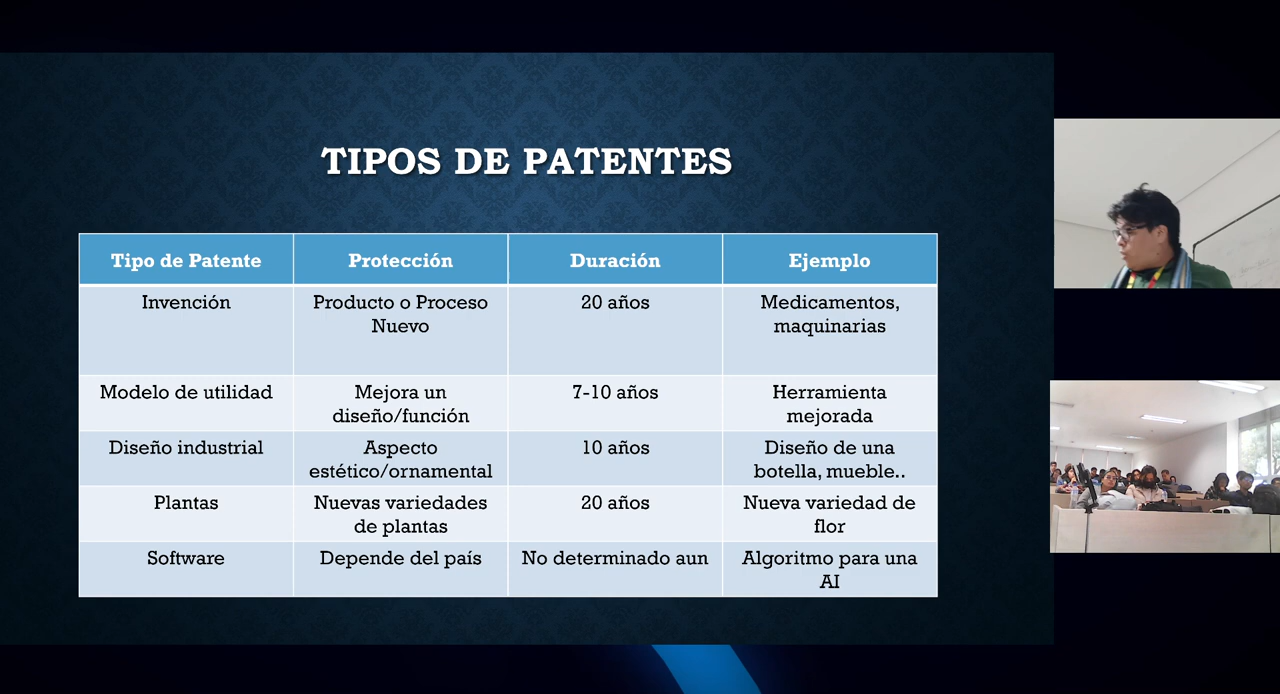 TIPOS DE PATENTES
Tipo de Patente
Protección
Duración
Ejemplo
Invención
Producto o Proceso
Nuevo
20 años
Medicamentos,
maquinarias
Modelo de utilidad
Mejora un
diseño/función
7-10 años
Herramienta
mejorada
Diseño industrial
Aspecto
estético/ornamental
10 años
Diseño de una
botella, mueble..
Plantas
Nuevas variedades
de plantas
20 años
Nueva variedad de
flor
Software
Depende del país
No determinado aun
Algoritmo para una
AI